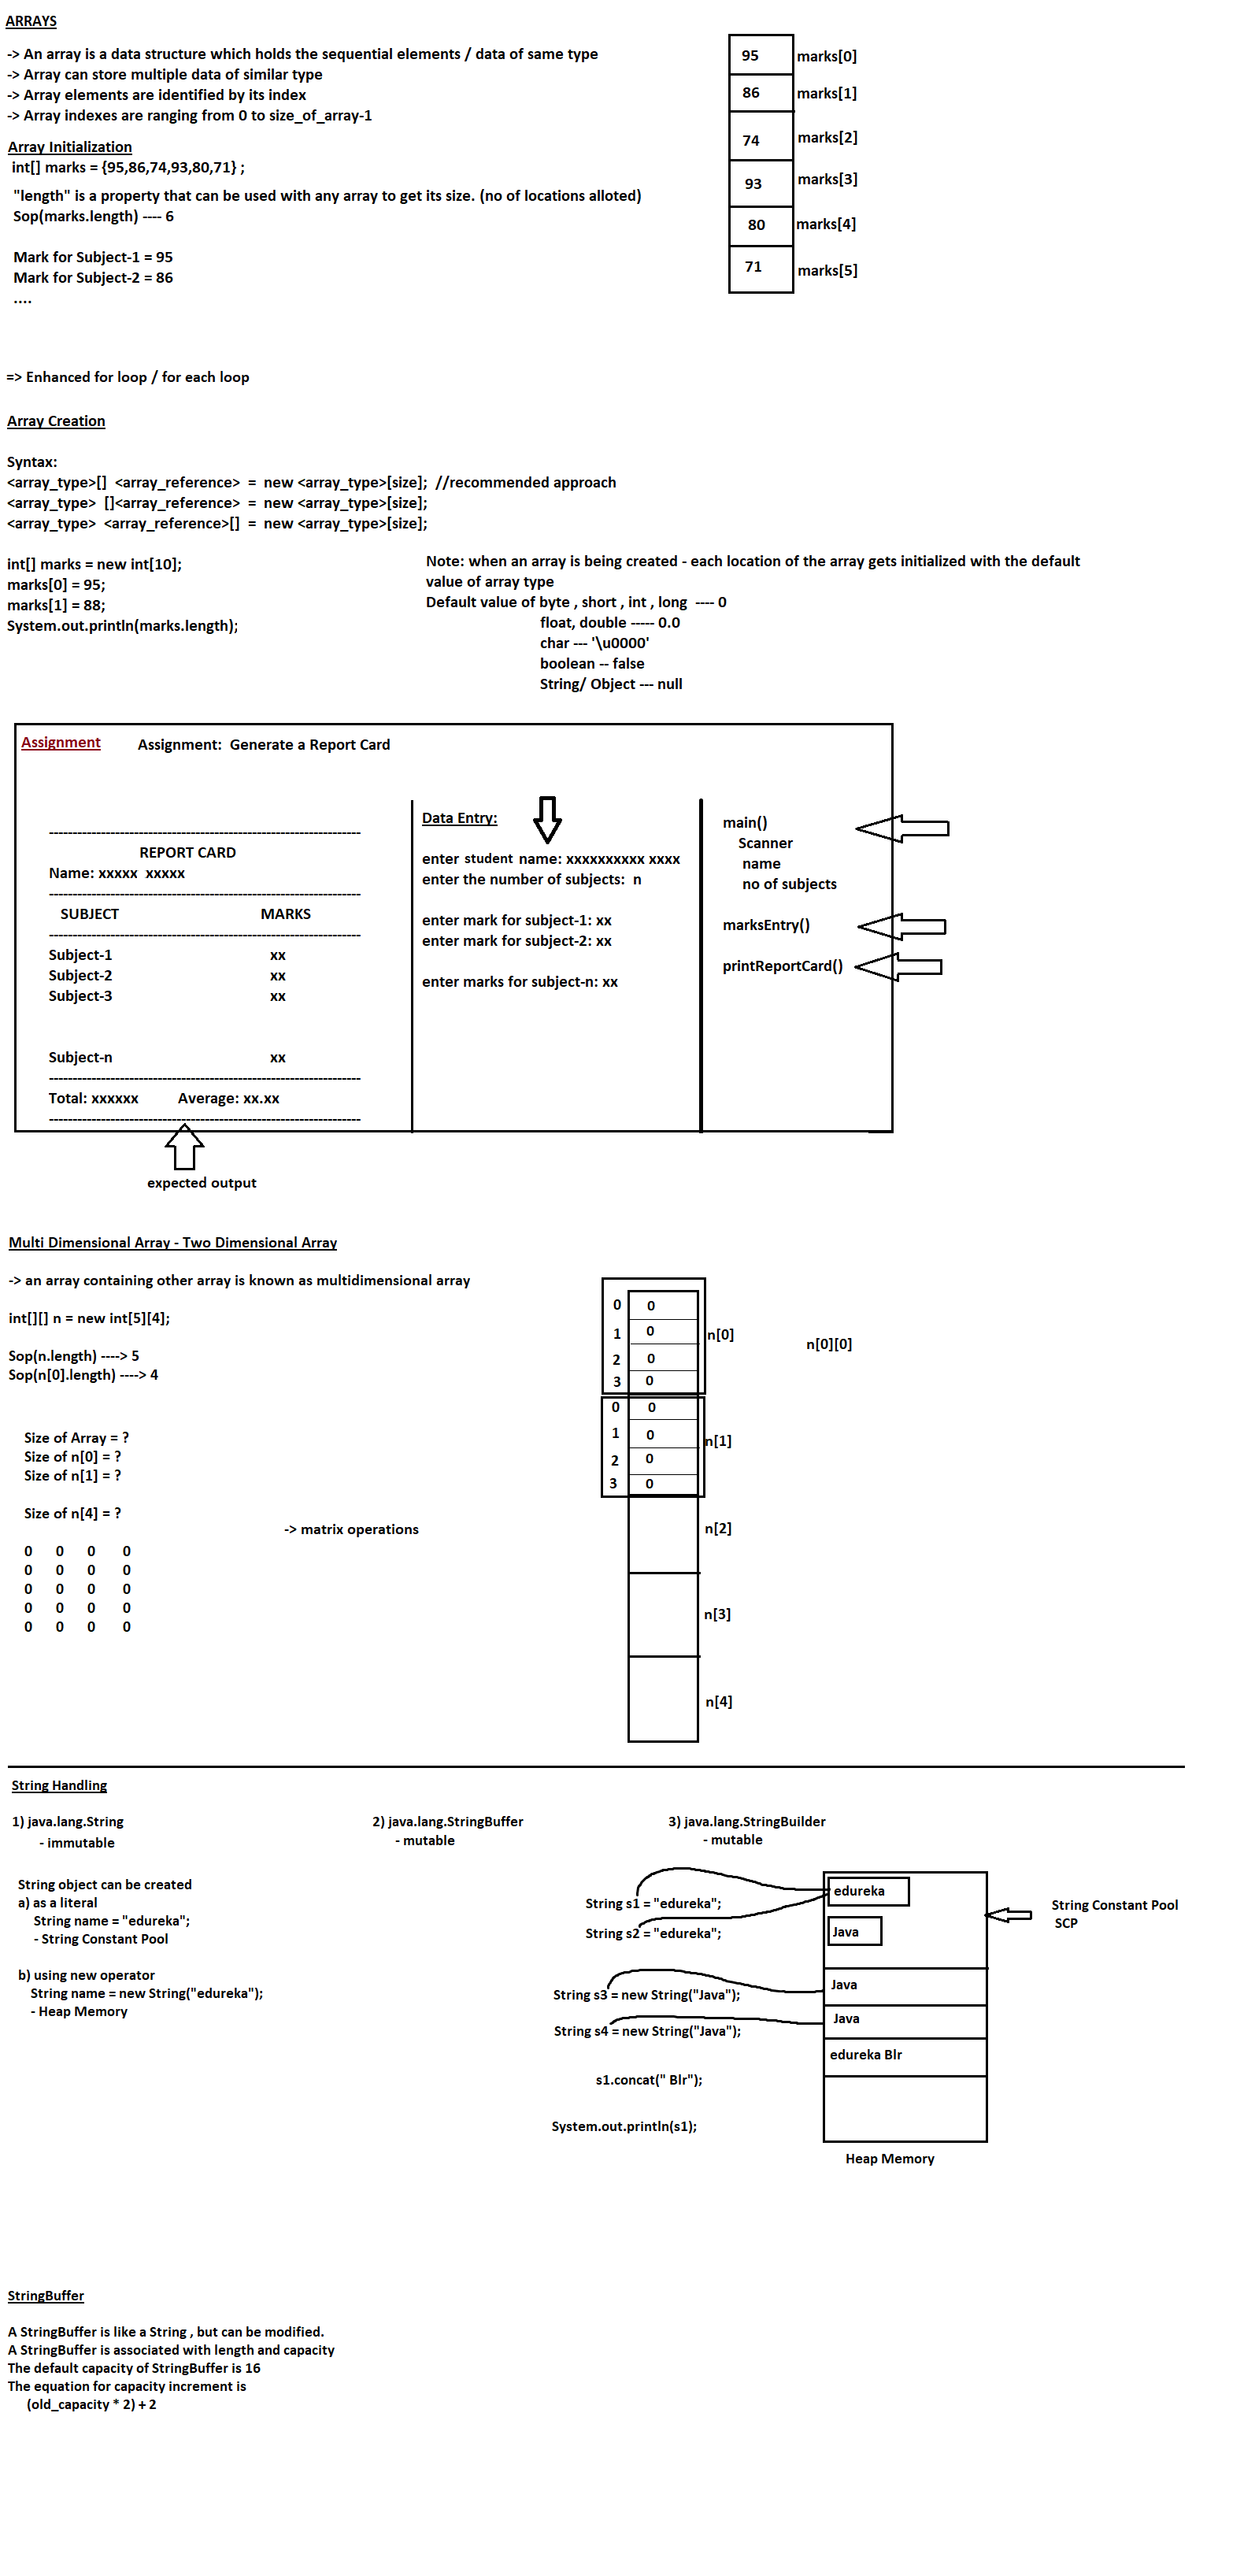 ARRAYS
-> An array is a data structure which holds the sequential elements / data of same type
-> Array can store multiple data of similar type
-> Array elements are identified by its index
-> Array indexes are ranging from 0 to size_of_array-1
Array Initialization
int[] marks = {95,86,74,93,80,71} ;
"length" is a property that can be used with any array to get its size. (no of locations alloted)
Sop(marks.length) ---- 6
Mark for Subject-1 = 95
Mark for Subject-2 = 86
....
95 marks[0]
86 marks[1]
74 marks[2]
93 marks[3]
80 marks[4]
71 marks[5]
=> Enhanced for loop / for each loop
Array Creation
Syntax:
<array_type>[] <array_reference> = new <array_type>[size]; //recommended approach
<array_type> []<array_reference> = new <array_type>[size];
<array_type> <array_reference>[] = new <array_type>[size];
int[] marks = new int[10];
marks[0] = 95;
marks[1] = 88;
System.out.println(marks.length);
Note: when an array is being created - each location of the array gets initialized with the default
value of array type
Default value of byte , short , int , long ---- 0
float, double ----- 0.0
char --- '\u0000'
boolean -- false
String/ Object --- null
Assignment
Assignment: Generate a Report Card
------------------------------------------------------------------
REPORT CARD
Name: xxxxx xxxxx
------------------------------------------------------------------
SUBJECT MARKS
------------------------------------------------------------------
Subject-1 xx
Subject-2 xx
Subject-3 xx
Subject-n xx
------------------------------------------------------------------
Total: xxxxxx Average: xx.xx
------------------------------------------------------------------
expected output
Data Entry:
enter student name: xxxxxxxxxx xxxx
enter the number of subjects: n
enter mark for subject-1: xx
enter mark for subject-2: xx
enter marks for subject-n: xx
main()
Scanner
name
no of subjects
marksEntry()
printReportCard()
Multi Dimensional Array - Two Dimensional Array
-> an array containing other array is known as multidimensional array
int[][] n = new int[5][4];
Sop(n.length) ----> 5
Sop(n[0].length) ----> 4
Size of Array = ?
Size of n[0] = ?
Size of n[1] = ?
Size of n[4] = ?
-> matrix operations
0 0 0 0
0 0 0 0
0 0 0 0
0 0 0 0
0 0 0 0
0 0
1 0
2 0
3 0
n[0]
n[0][0]
0 0
1 0
2 0
3 0
n[1]
n[2]
n[3]
n[4]
String Handling
1) java.lang.String
- immutable
2) java.lang.StringBuffer
- mutable
3) java.lang.StringBuilder
- mutable
String object can be created
a) as a literal
String name = "edureka";
- String Constant Pool
b) using new operator
String name = new String("edureka");
- Heap Memory
String s1 = "edureka";
String s2 = "edureka";
String s3 = new String("Java");
String s4 = new String("Java");
s1.concat(" Blr");
System.out.println(s1);
edureka
Java
Java
Java
edureka Blr
Heap Memory
String Constant Pool
SCP
StringBuffer
A StringBuffer is like a String , but can be modified.
A StringBuffer is associated with length and capacity
The default capacity of StringBuffer is 16
The equation for capacity increment is
(old_capacity * 2) + 2